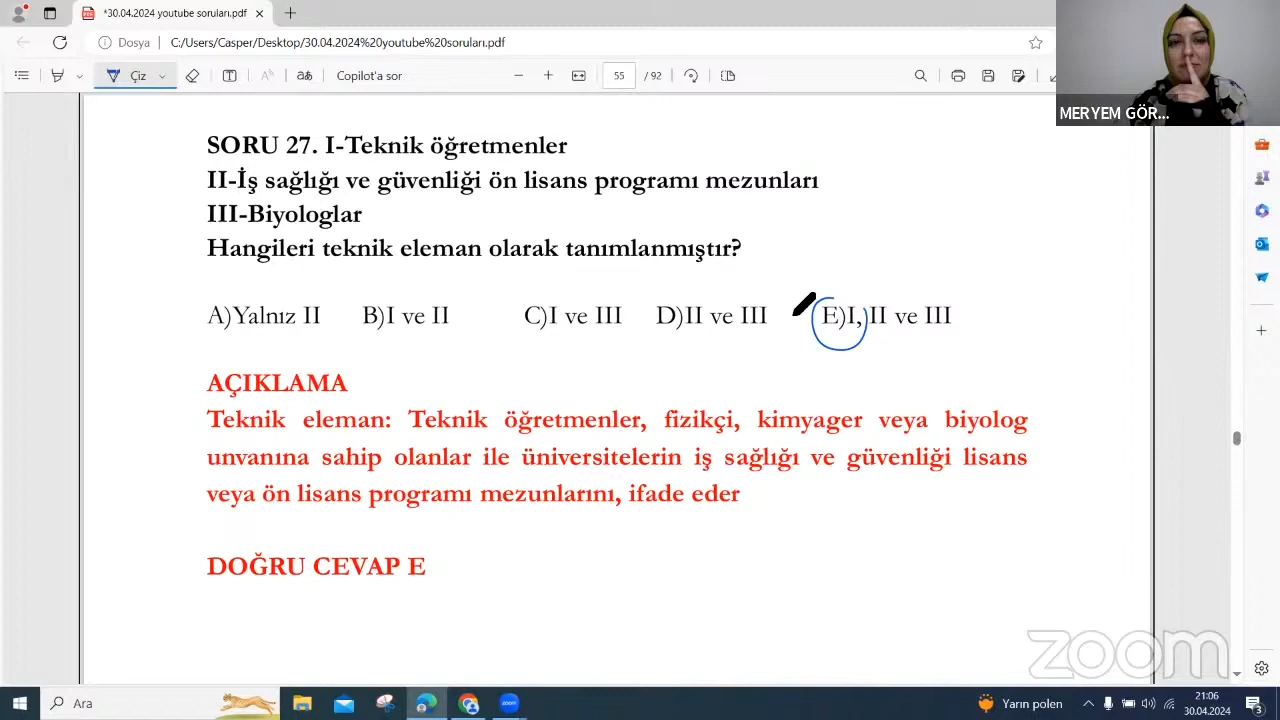 *30.04.2024 youtube soruları.pdf
Dosya C:/Users/Casper/Desktop/30.04.2024%20youtube%20soruları.pdf
Çiz
Copilot'a sor
55 / 92
MERYEM GÖR...
SORU 27. I-Teknik öğretmenler
II-İş sağlığı ve güvenliği ön lisans programı mezunları
III-Biyologlar
Hangileri teknik eleman olarak tanımlanmıştır?
A)Yalnız II B)I ve II C)I ve III D)II ve III E)I, II ve III
AÇIKLAMA
Teknik eleman: Teknik öğretmenler, fizikçi, kimyager veya biyolog
unvanına sahip olanlar ile üniversitelerin iş sağlığı ve güvenliği lisans
veya ön lisans programı mezunlarını, ifade eder
DOĞRU CEVAP E
zoom
Ara
zoom
Yarın polen
21:06
30.04.2024
3